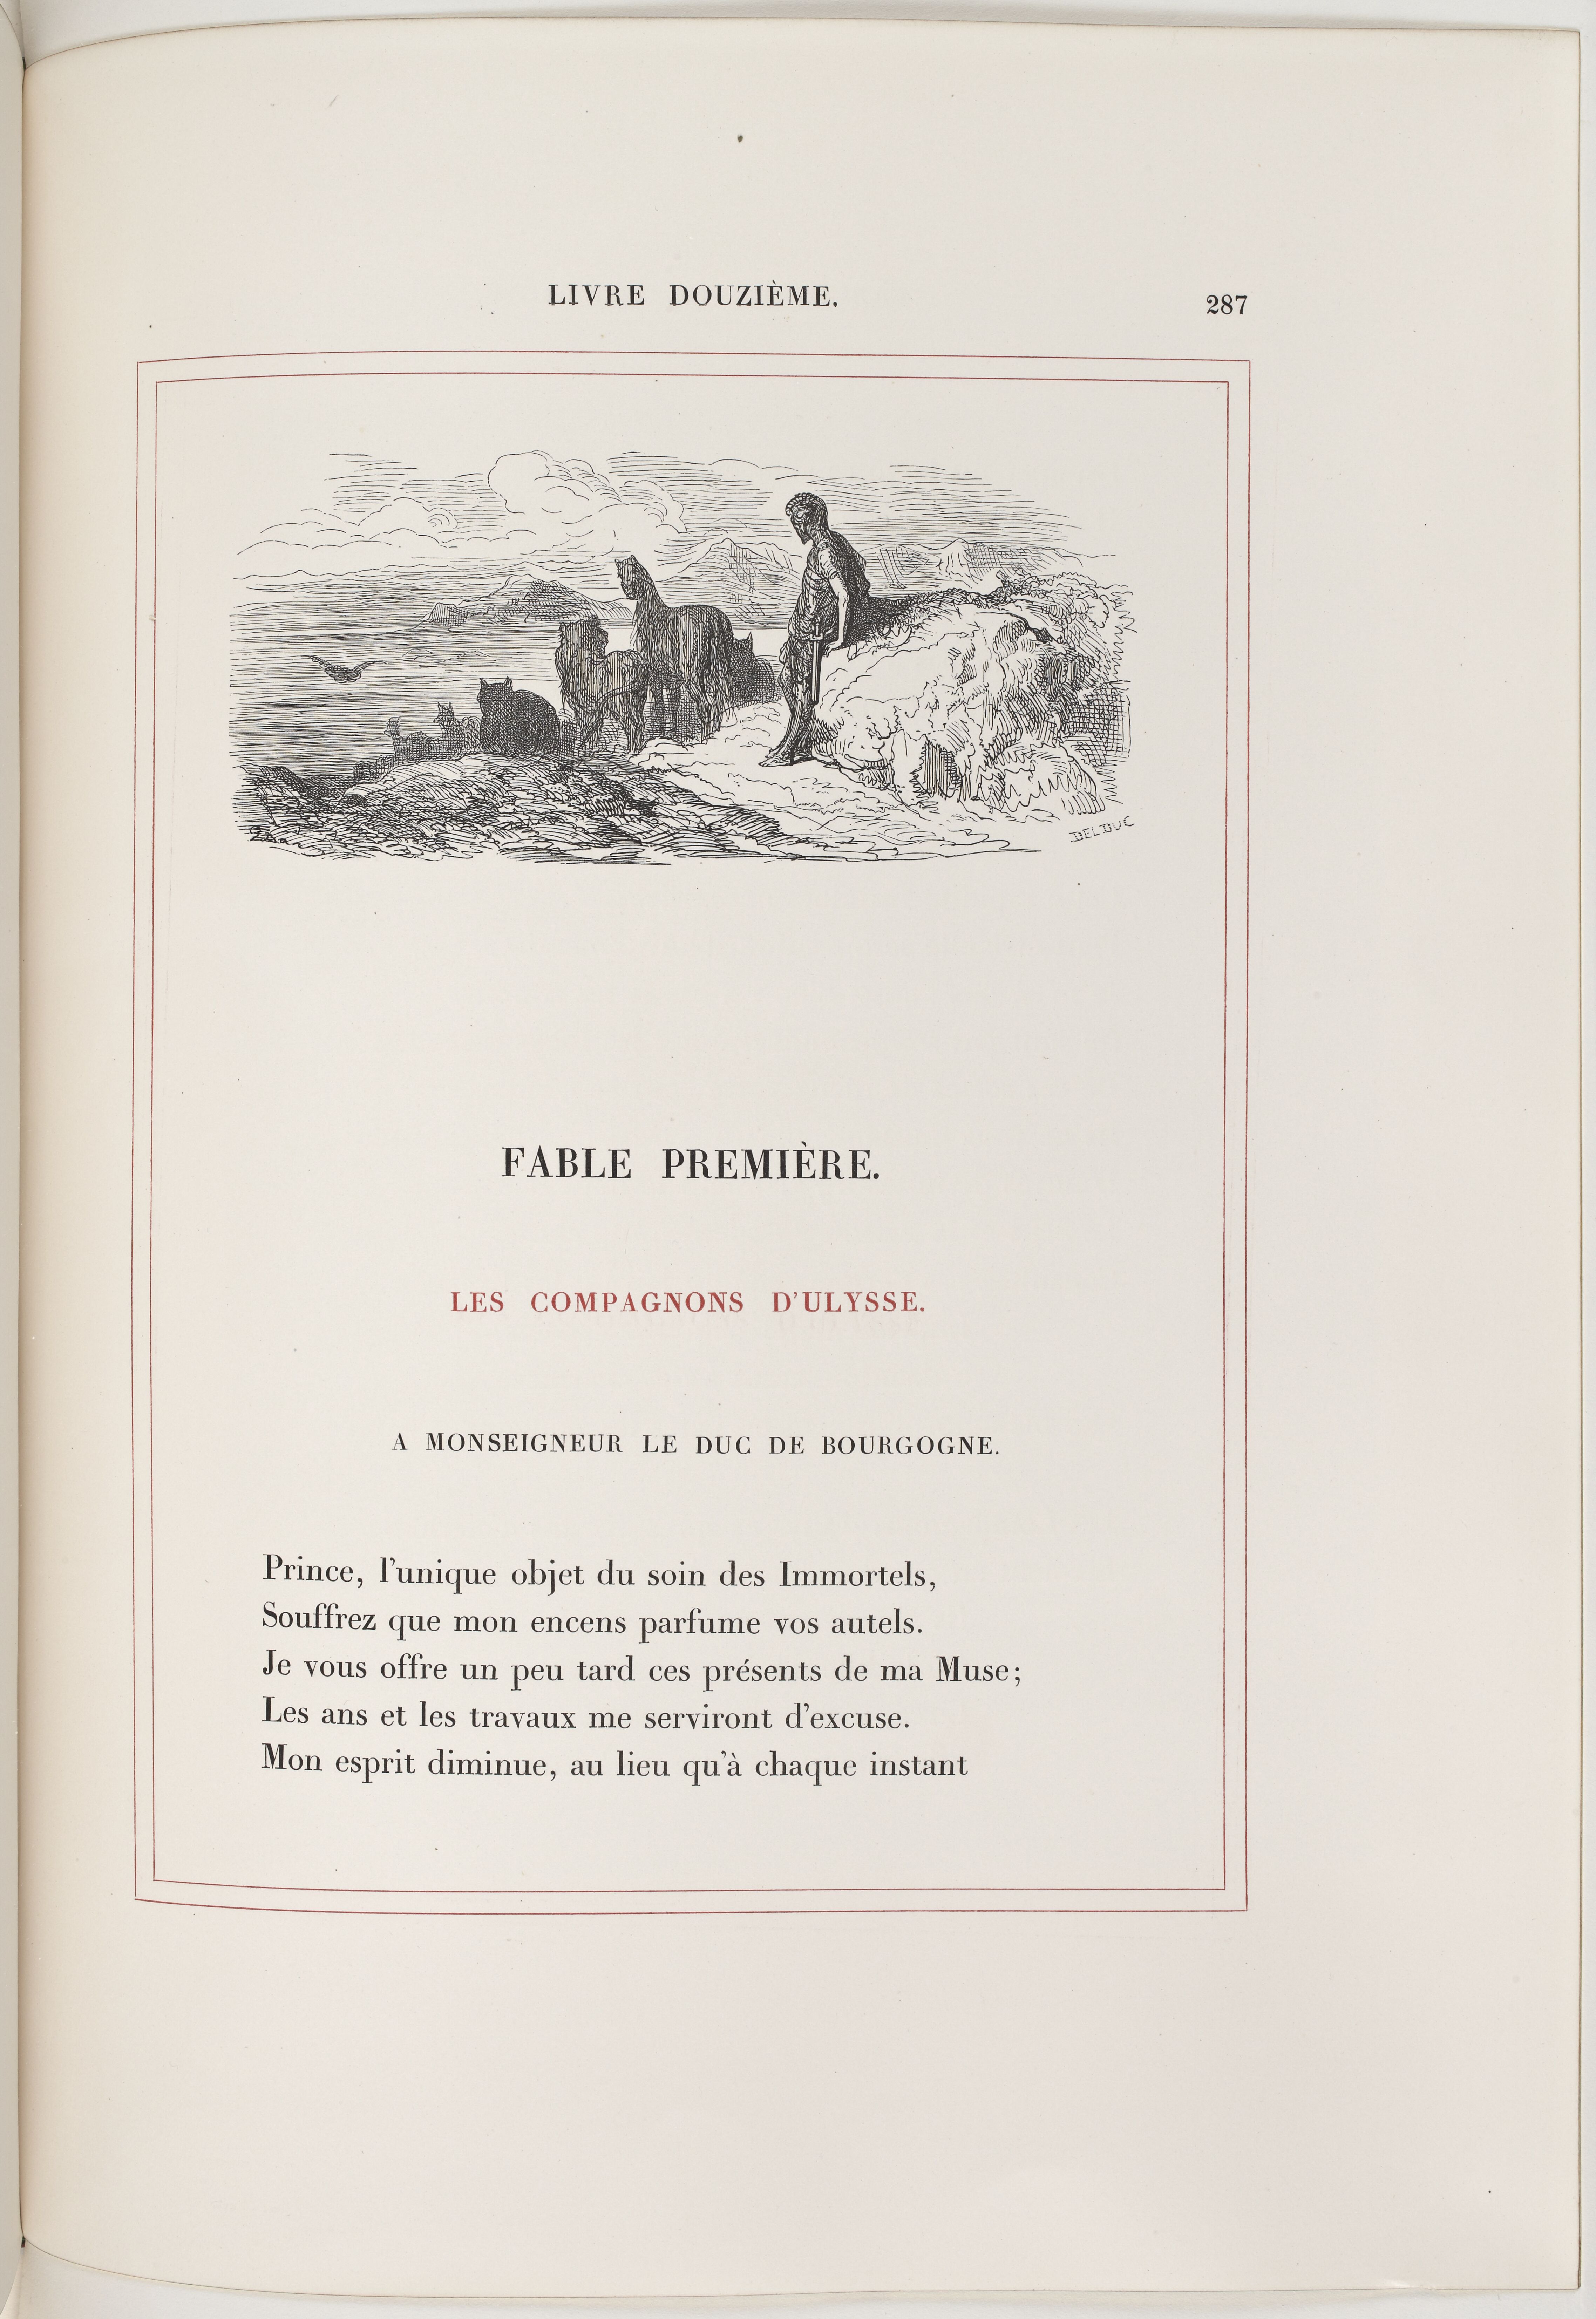 LIVRE DOUZIÈME.
287
DELDUC
FABLE PREMIÈRE.
LES COMPAGNONS D'ULYSSE.
A MONSEIGNEUR LE DUC DE BOURGOGNE.
Prince, l'unique objet du soin des Immortels,
Souffrez que mon encens parfume vos autels.
Je vous offre un peu tard ces présents de ma Muse;
Les ans et les travaux me serviront d'excuse.
Mon esprit diminue, au lieu qu'à chaque instant